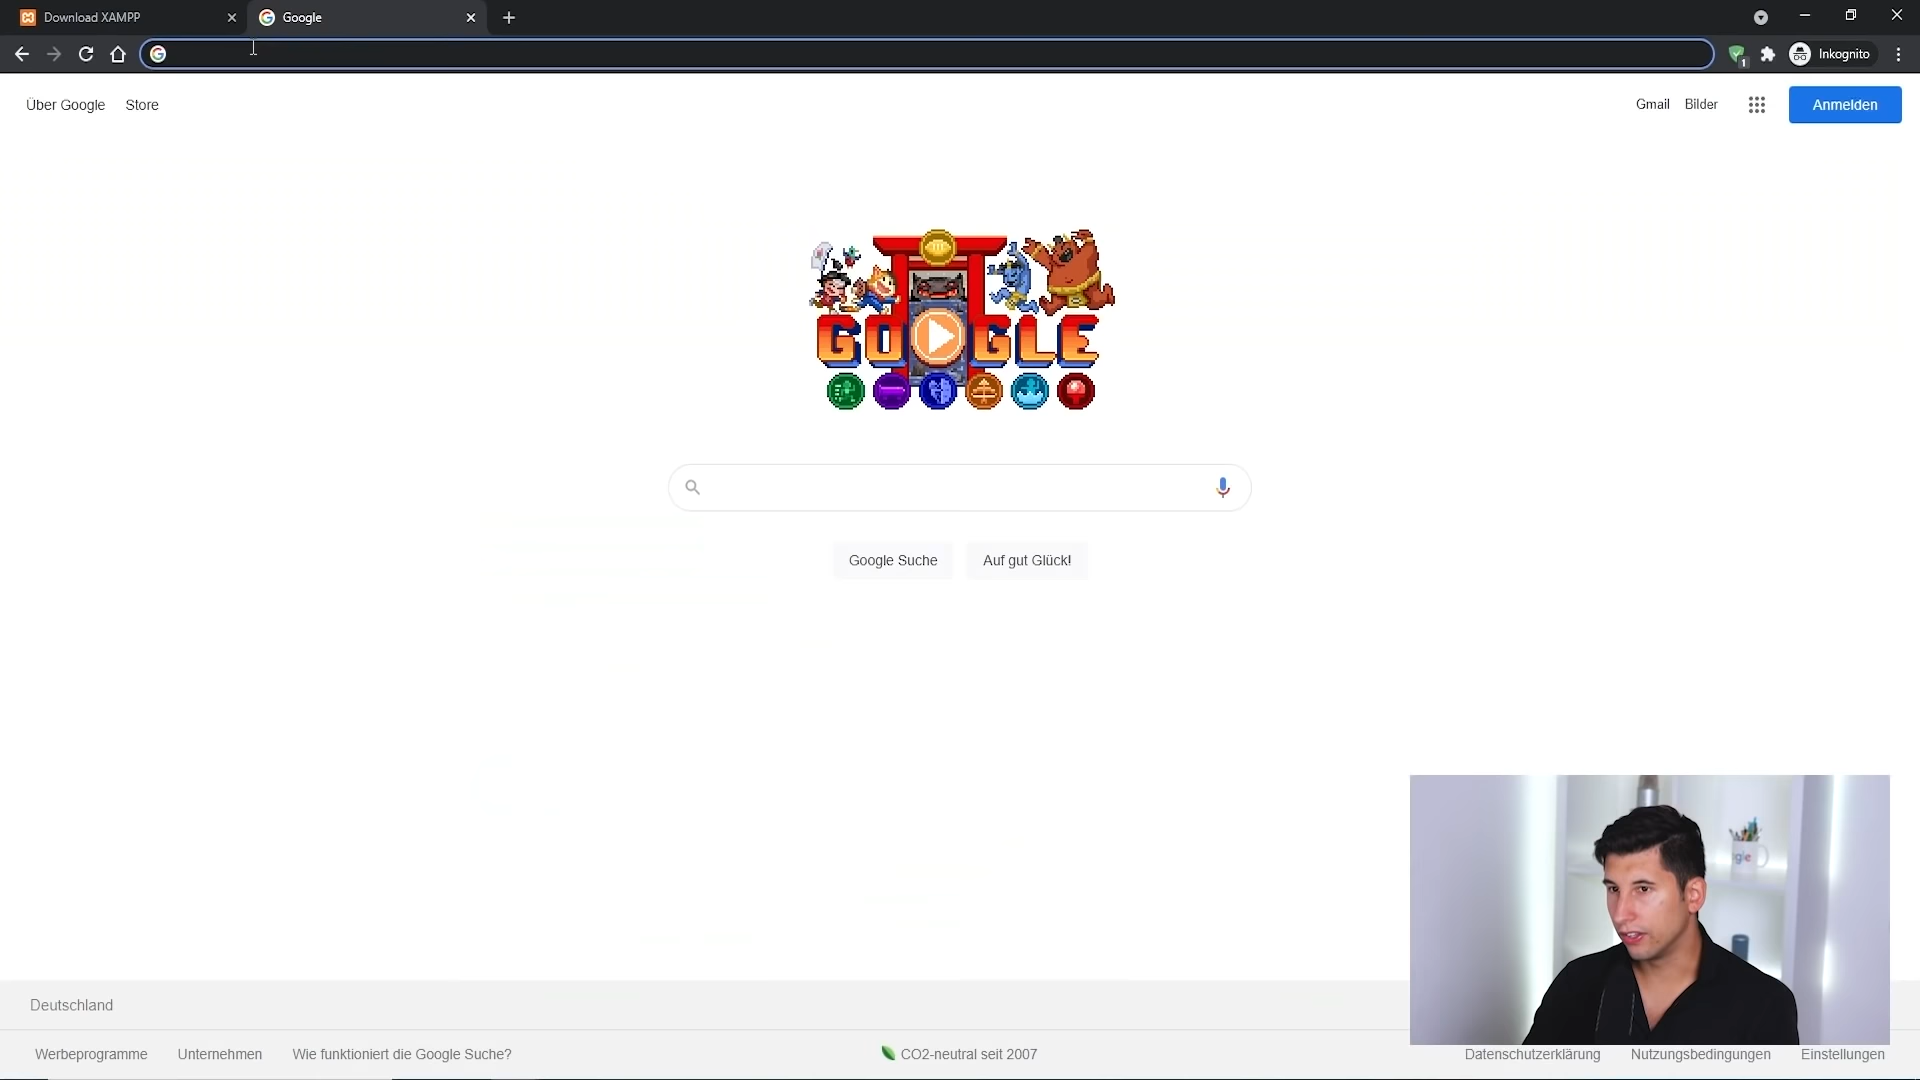 Download XAMPP
Google
1
Inkognito
Über Google
Store
Gmail
Bilder
Anmelden
GOOGLE
Google Suche
Auf gut Glück!
Deutschland
Werbeprogramme
Unternehmen
Wie funktioniert die Google Suche?
CO2-neutral seit 2007
Datenschutzerklärung
Nutzungsbedingungen
Einstellungen